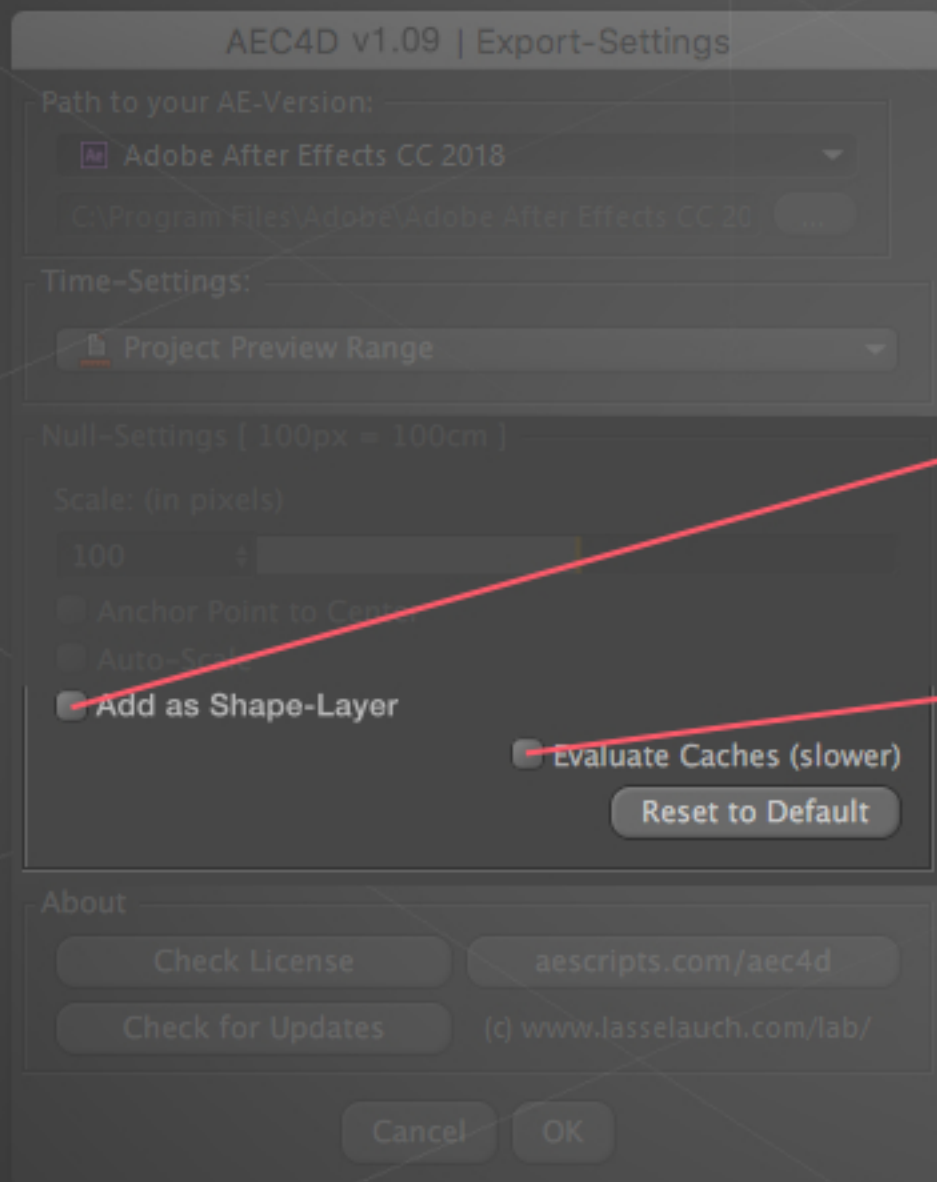 AEC4D v1.09 | Export-Settings
Path to your AE-Version:
Ae Adobe After Effects CC 2018
C:\Program Files\Adobe\Adobe After Effects CC 20 ...
Time-Settings:
Project Preview Range
Null-Settings [ 100px = 100cm ]
Scale: (in pixels)
100
Anchor Point to Center
Auto-Scale
Add as Shape-Layer
Evaluate Caches (slower)
Reset to Default
About
Check License aescripts.com/aec4d
Check for Updates (c) www.lasselauch.com/lab/
Cancel OK